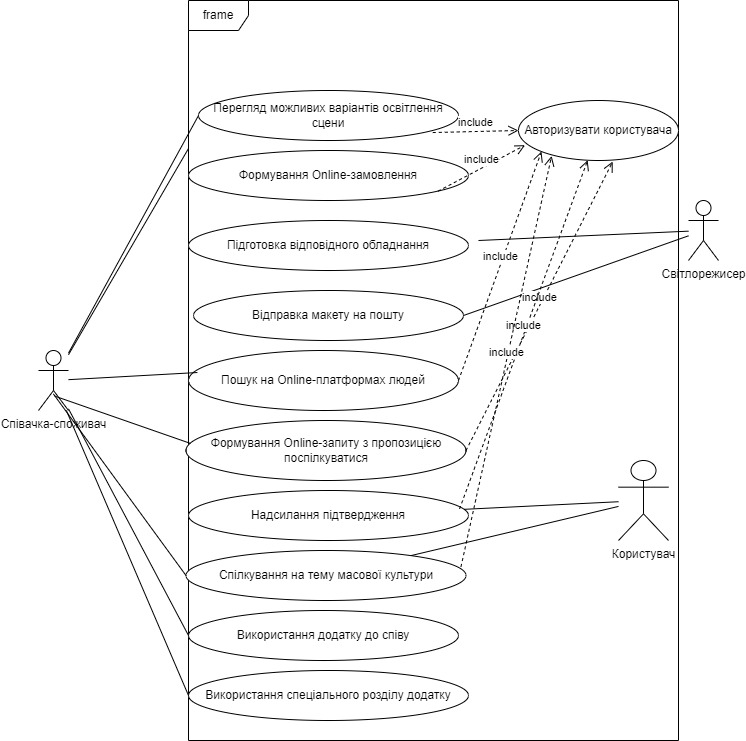 frame
Перегляд можливих варіантів освітлення
сцени
include
Авторизувати користувача
include
Формування Online-замовлення
Підготовка відповідного обладнання
include
Світлорежисер
include
Відправка макету на пошту
include
include
Пошук на Online-платформах людей
Співачка-споживач
Формування Online-запиту з пропозицією
поспілкуватися
Надсилання підтвердження
Користувач
Спілкування на тему масової культури
Використання додатку до співу
Використання спеціального розділу додатку